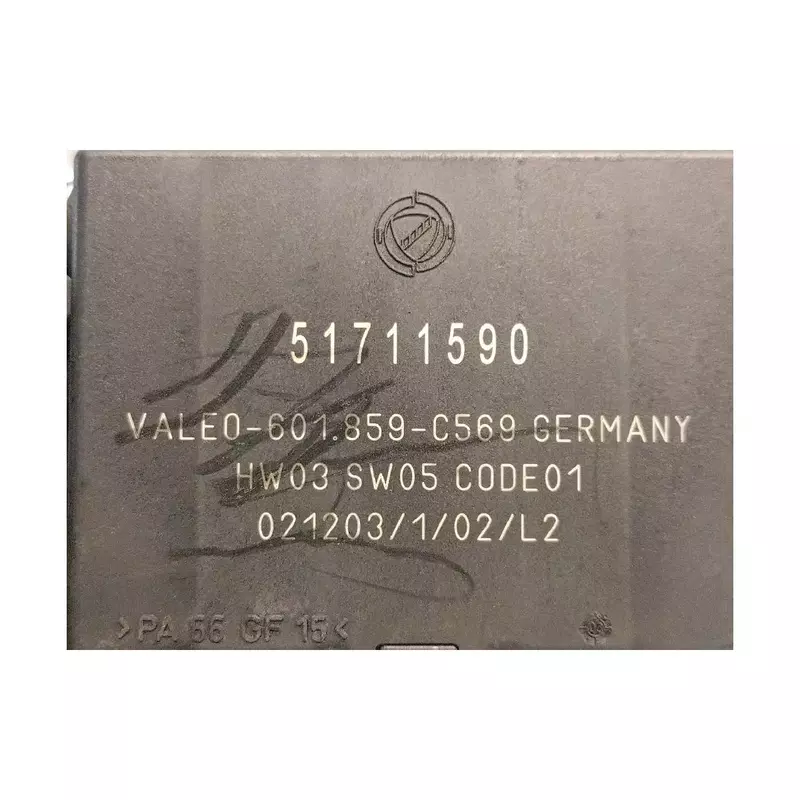 51711590
VALEO-601.859-C569 GERMANY
HW03 SW05 CODE01
021203/1/02/L2
>PA 66 GF 15<